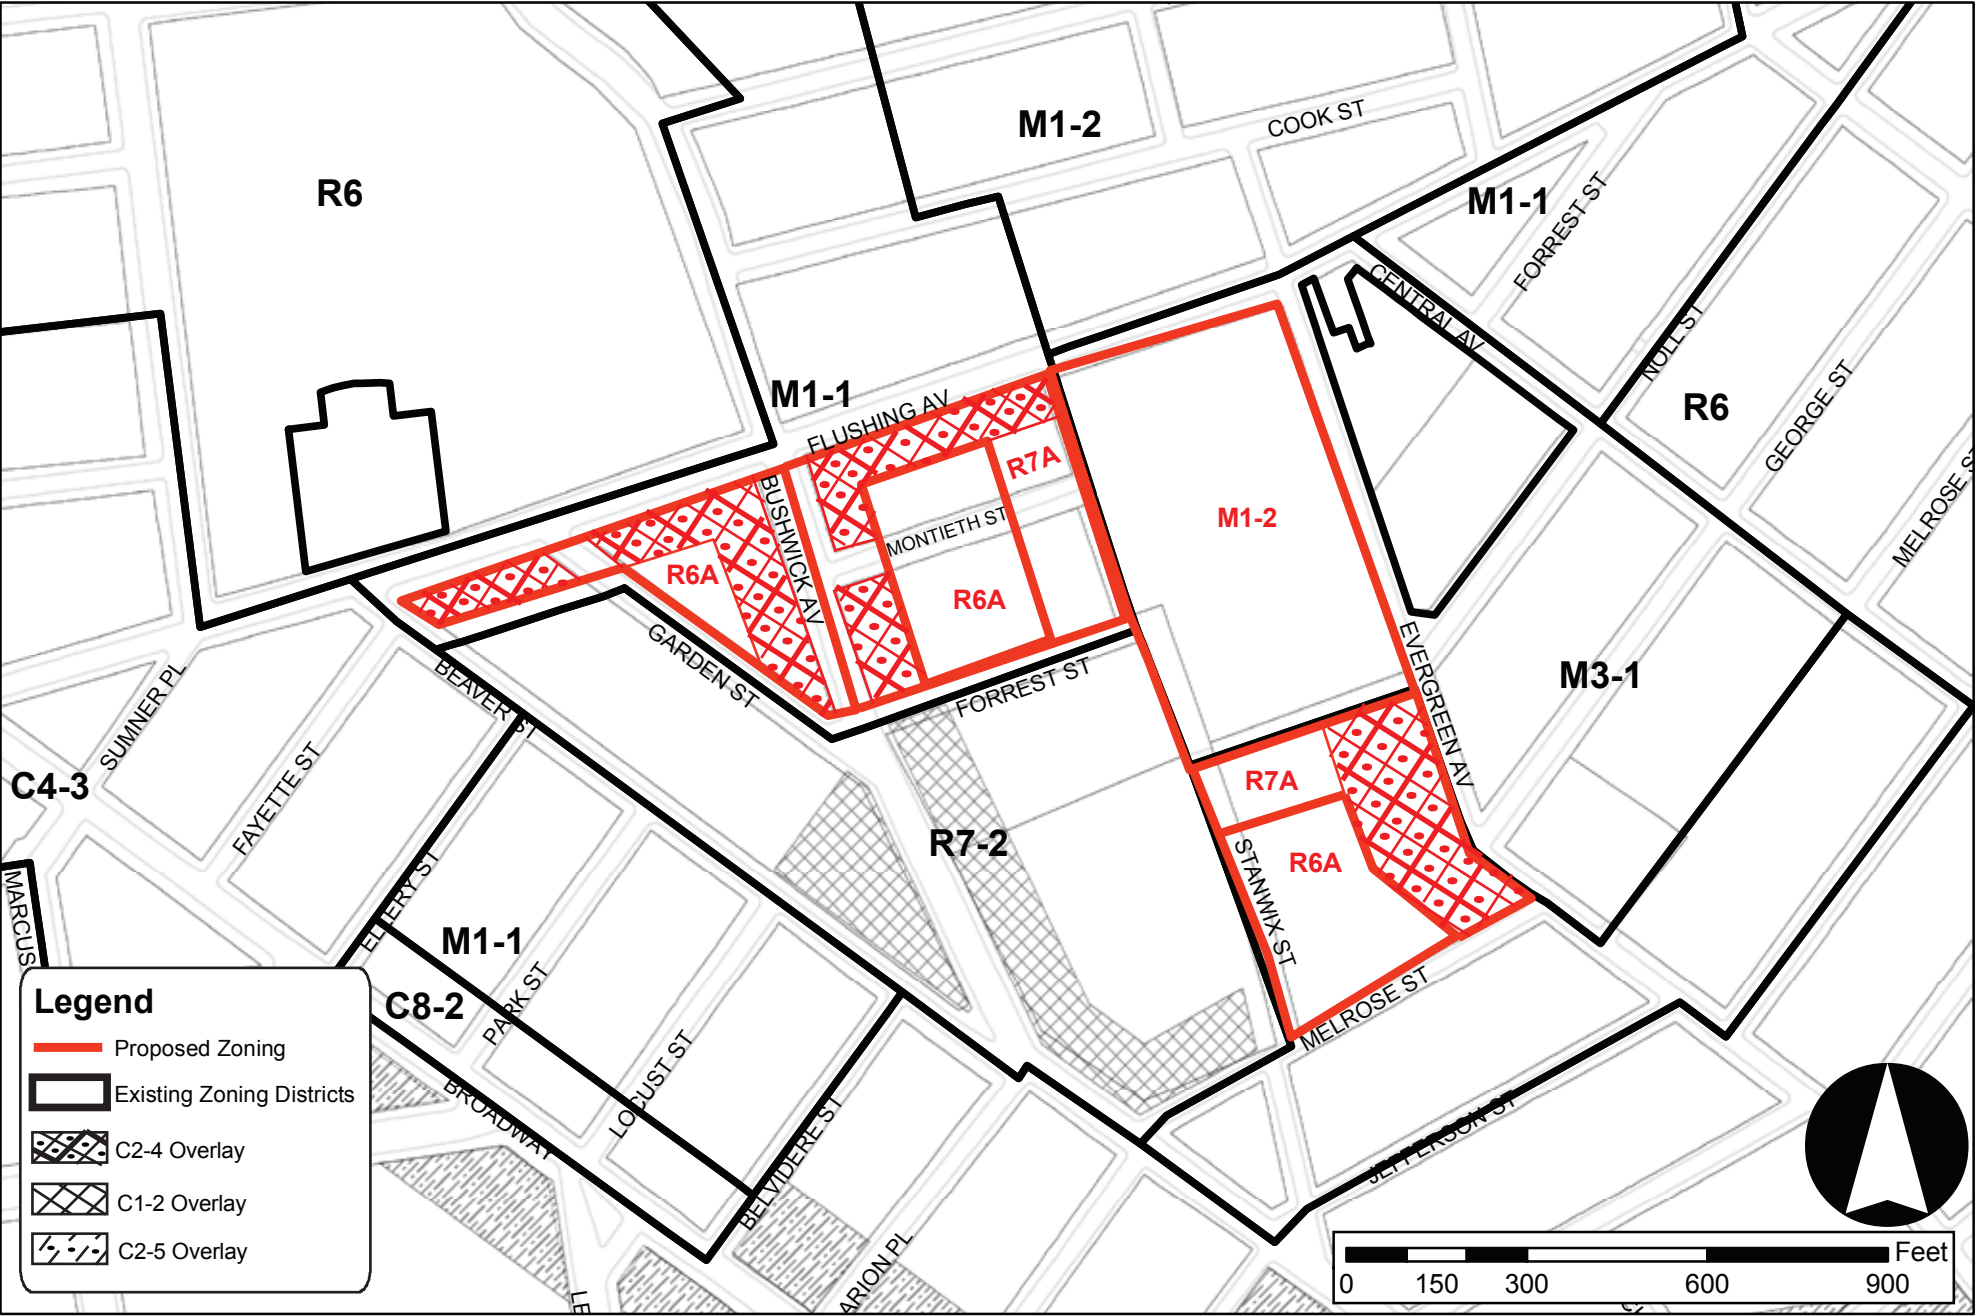 COOK ST
M1-2
R6
M1-1
FORREST ST
CENTRAL AV
NOLL ST
M1-1
FLUSHING AV
R6
GEORGE ST
MELROSE S
R7A
BUSHWICK AV
MONTIETH ST
M1-2
R6A
R6A
GARDEN ST
FORREST ST
EVERGREEN AV
M3-1
SUMNER PL
BEAVER ST
FAYETTE ST
C4-3
R7A
R7-2
R6A
STANWIX ST
MARCUS
ELLERY ST
M1-1
C8-2
PARK ST
MELROSE ST
LOCUST ST
BROADWAY
BELVIDERE ST
JEFFERSON ST
ARION PL
LE
Legend
Proposed Zoning
Existing Zoning Districts
C2-4 Overlay
C1-2 Overlay
C2-5 Overlay
Feet
0 150 300 600 900